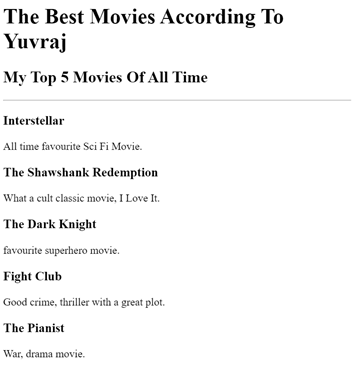 The Best Movies According To
Yuvraj
My Top 5 Movies Of All Time
Interstellar
All time favourite Sci Fi Movie.
The Shawshank Redemption
What a cult classic movie, I Love It.
The Dark Knight
favourite superhero movie.
Fight Club
Good crime, thriller with a great plot.
The Pianist
War, drama movie.